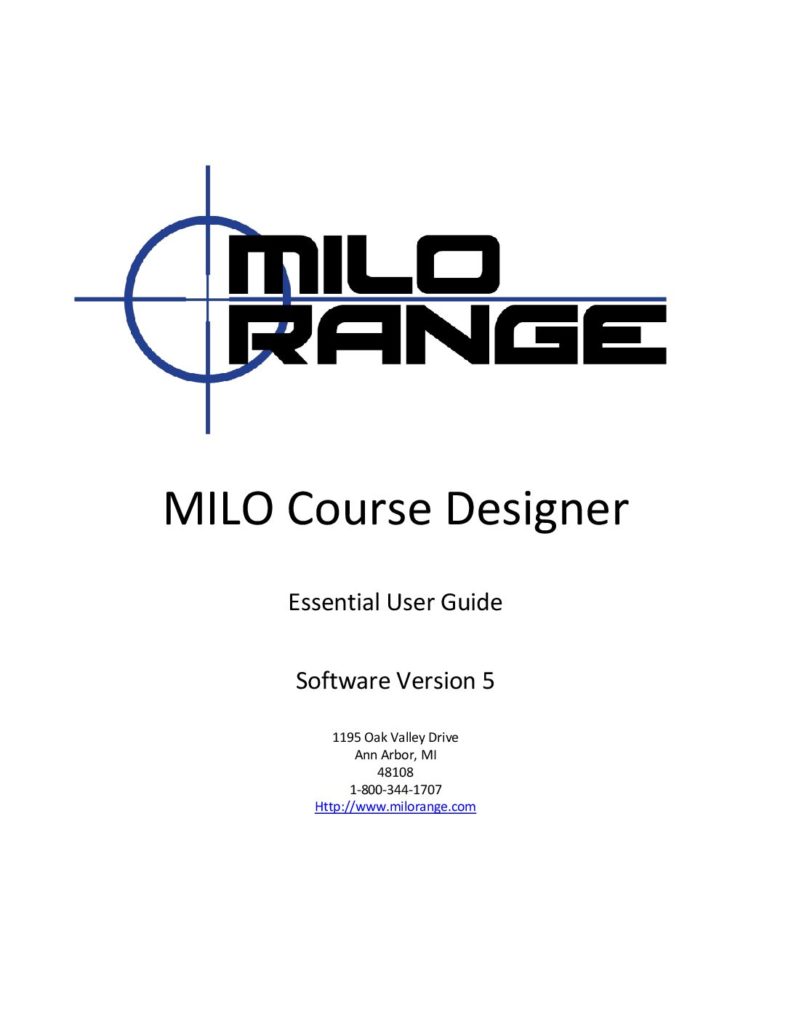 MILO
RANGE
MILO Course Designer
Essential User Guide
Software Version 5
1195 Oak Valley Drive
Ann Arbor, MI
48108
1-800-344-1707
Http://www.milorange.com